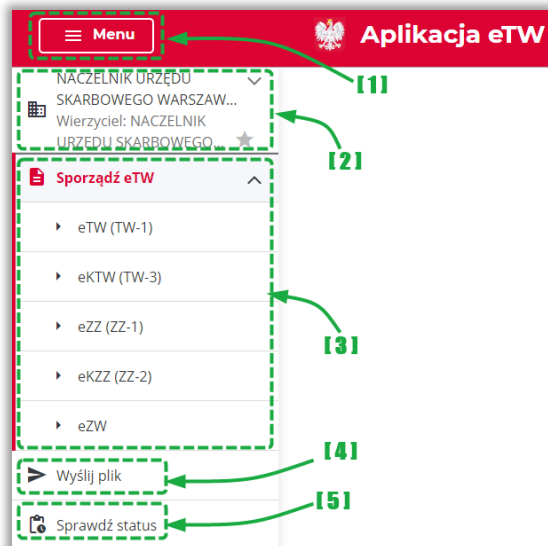 Menu
Aplikacja eTW
[1]
NACZELNIK URZĘDU
SKARBOWEGO WARSZAW...
Wierzyciel: NACZELNIK
URZĘDU SKARBOWEGO...
[2]
Sporządź eTW
eTW (TW-1)
eKTW (TW-3)
eZZ (ZZ-1)
[3]
eKZZ (ZZ-2)
eZW
[4]
Wyślij plik
[5]
Sprawdź status